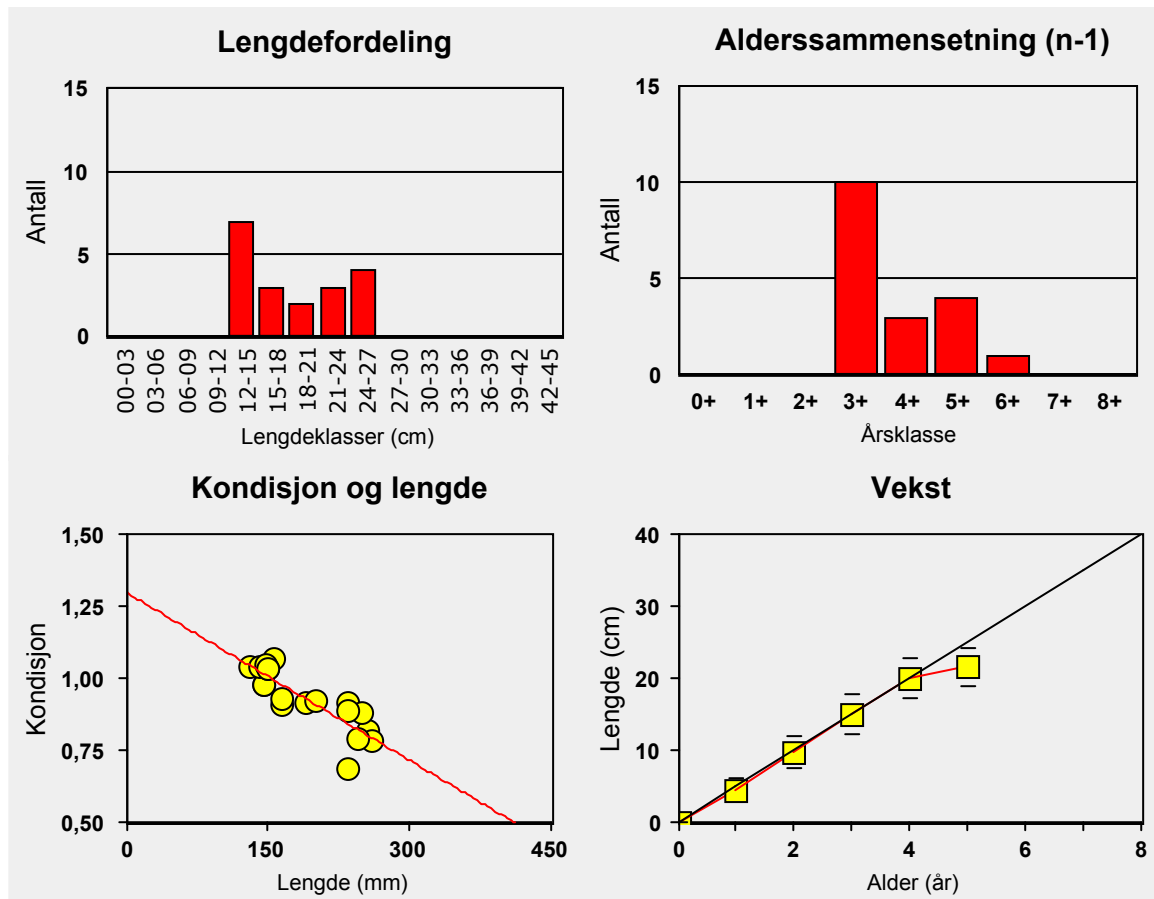 Lengdefordeling
15
10
5
0
Antall
00-03
03-06
06-09
09-12
12-15
15-18
18-21
21-24
24-27
27-30
30-33
33-36
36-39
39-42
42-45
Lengdeklasser (cm)
Alderssammensetning (n-1)
15
10
5
0
Antall
0+ 1+ 2+ 3+ 4+ 5+ 6+ 7+ 8+
Årsklasse
Kondisjon og lengde
1,50
1,25
1,00
0,75
0,50
Kondisjon
0 150 300 450
Lengde (mm)
Vekst
40
30
20
10
0
Lengde (cm)
0 2 4 6 8
Alder (år)